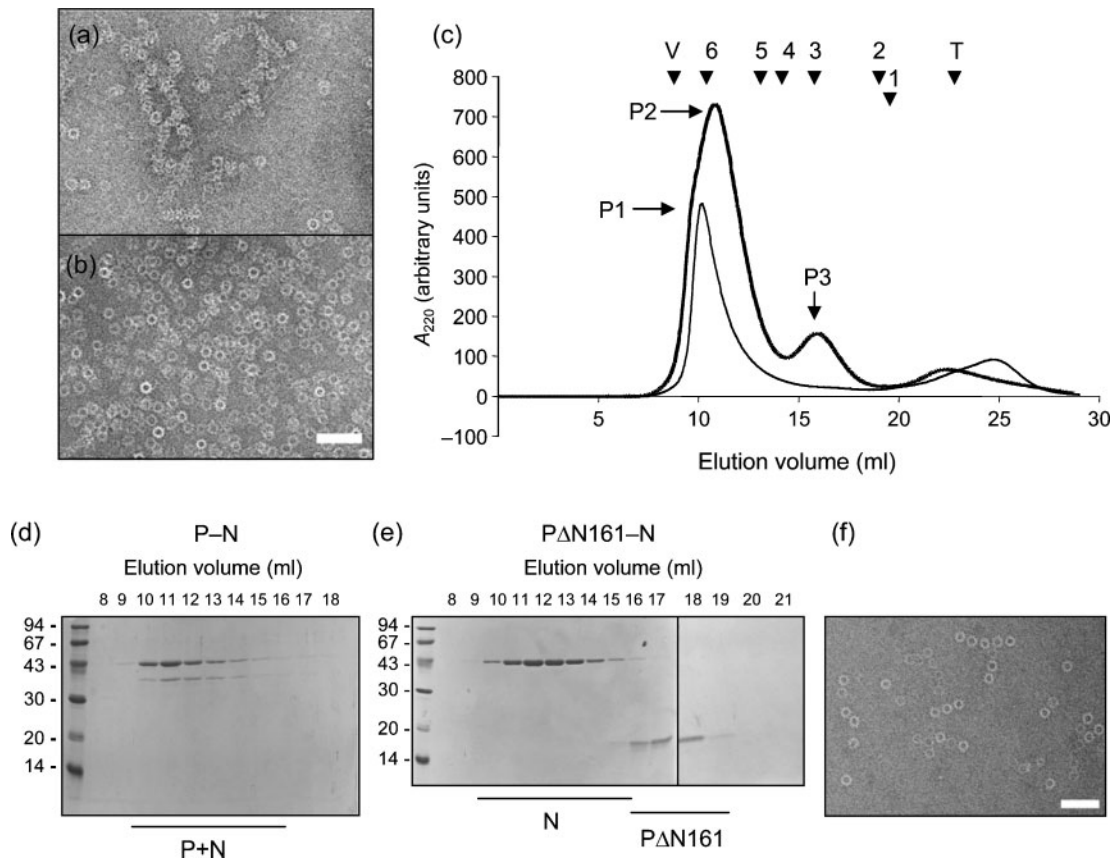 (a)
(b)
(c)
V 6 5 4 3 2 T
1
800
700
600
500
400
300
200
100
0
–100
A220 (arbitrary units)
P2
P1
P3
5 10 15 20 25 30
Elution volume (ml)
(d)
P–N
Elution volume (ml)
8 9 10 11 12 13 14 15 16 17 18
94 -
67 -
43 -
30 -
20 -
14 -
P+N
(e)
PΔN161–N
Elution volume (ml)
8 9 10 11 12 13 14 15 16 17 18 19 20 21
94 -
67 -
43 -
30 -
20 -
14 -
N
PΔN161
(f)